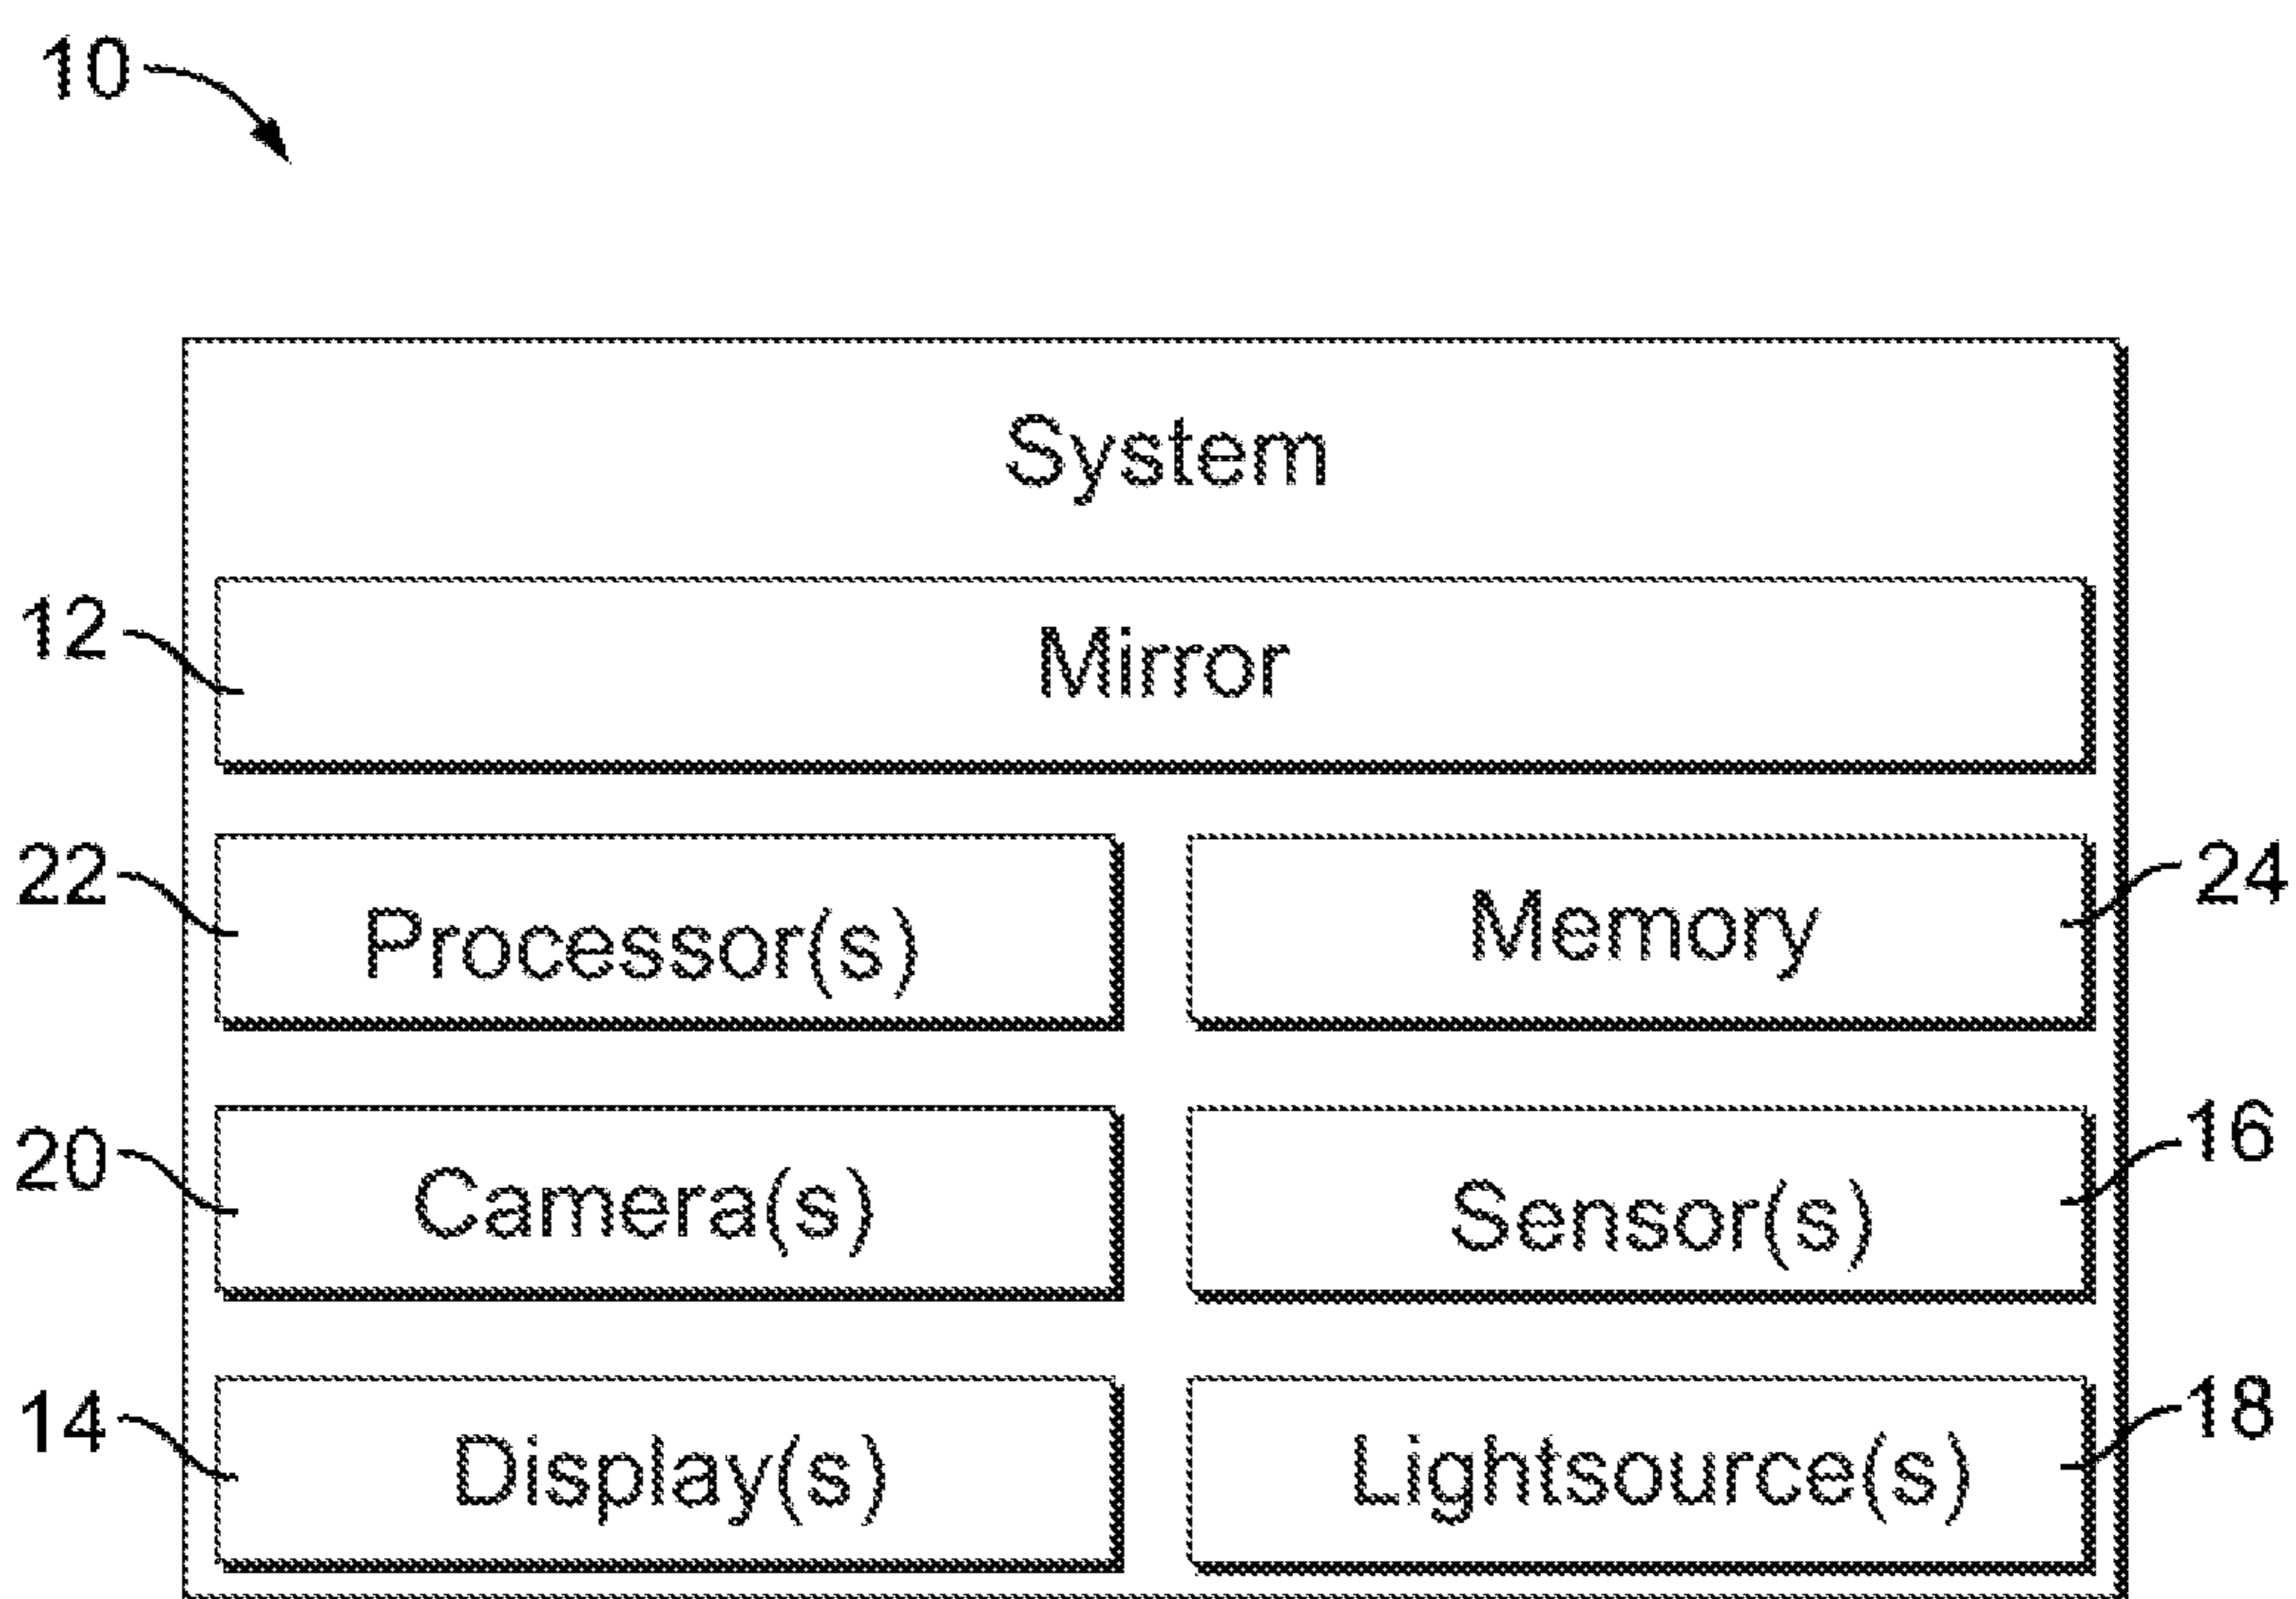 10
System
12 Mirror
22 Processor(s) Memory 24
20 Camera(s) Sensor(s) 16
14 Display(s) Lightsource(s) 18